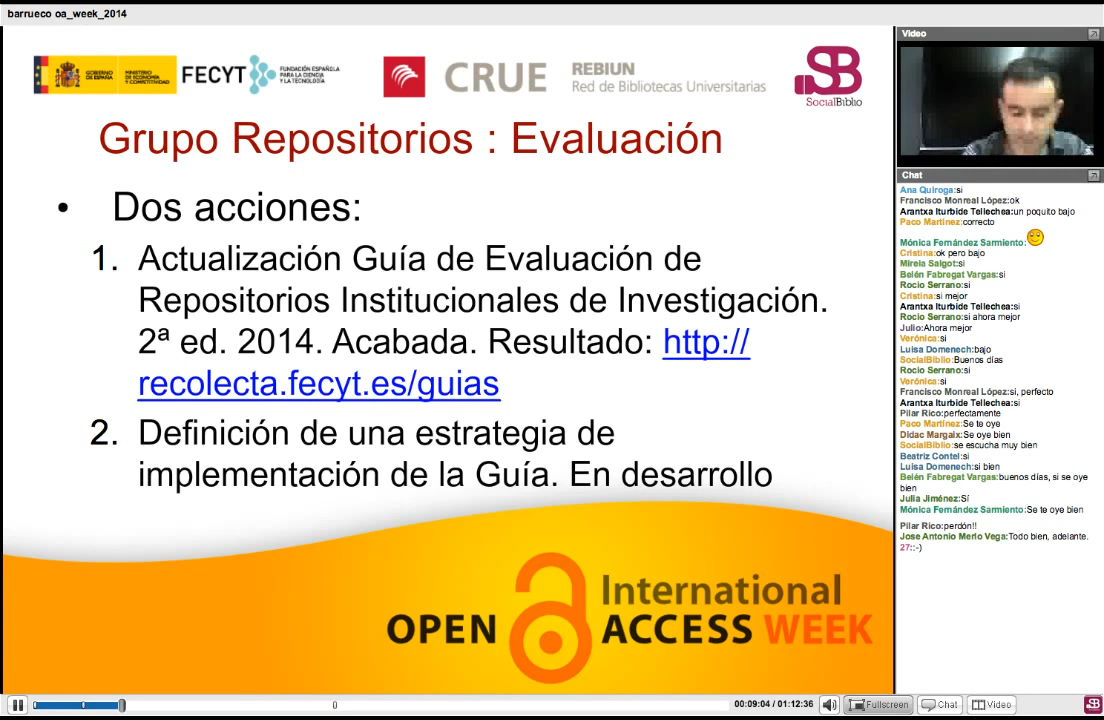 barrueco oa_week_2014
GOBIERNO
DE ESPAÑA
MINISTERIO
DE ECONOMÍA
Y COMPETITIVIDAD
FECYT
FUNDACIÓN ESPAÑOLA
PARA LA CIENCIA
Y LA TECNOLOGÍA
CRUE
REBIUN
Red de Bibliotecas Universitarias
SB
SocialBiblio
Grupo Repositorios : Evaluación
• Dos acciones:
1. Actualización Guía de Evaluación de
Repositorios Institucionales de Investigación.
2ª ed. 2014. Acabada. Resultado: http://
recolecta.fecyt.es/guias
2. Definición de una estrategia de
implementación de la Guía. En desarrollo
International
OPEN ACCESS WEEK
Video
Chat
Ana Quiroga:si
Francisco Monreal López:ok
Arantxa Iturbide Tellechea:un poquito bajo
Paco Martínez:correcto
Mónica Fernández Sarmiento:
Cristina:ok pero bajo
Mireia Salgot:si
Belén Fabregat Vargas:si
Rocio Serrano:si
Cristina:si mejor
Arantxa Iturbide Tellechea:si
Rocio Serrano:si ahora mejor
Julio:Ahora mejor
Verónica:si
Luisa Domenech:bajo
SocialBiblio:Buenos días
Rocio Serrano:si
Verónica:si
Francisco Monreal López:si, perfecto
Arantxa Iturbide Tellechea:si
Pilar Rico:perfectamente
Paco Martínez:Se te oye
Didac Margaix:Se oye bien
SocialBiblio:se escucha muy bien
Beatriz Contel:si
Luisa Domenech:si bien
Belén Fabregat Vargas:buenos días, si se oye
bien
Julia Jiménez:Sí
Mónica Fernández Sarmiento:Se te oye bien
Pilar Rico:perdón!!
Jose Antonio Merlo Vega:Todo bien, adelante.
27::-)
0
00:09:04 / 01:12:36
Fullscreen
Chat
Video
SB